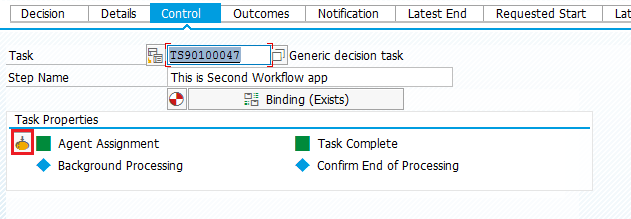 Decision Details Control Outcomes Notification Latest End Requested Start Lat
Task TS90100047 Generic decision task
Step Name This is Second Workflow app
Binding (Exists)
Task Properties
Agent Assignment Task Complete
Background Processing Confirm End of Processing